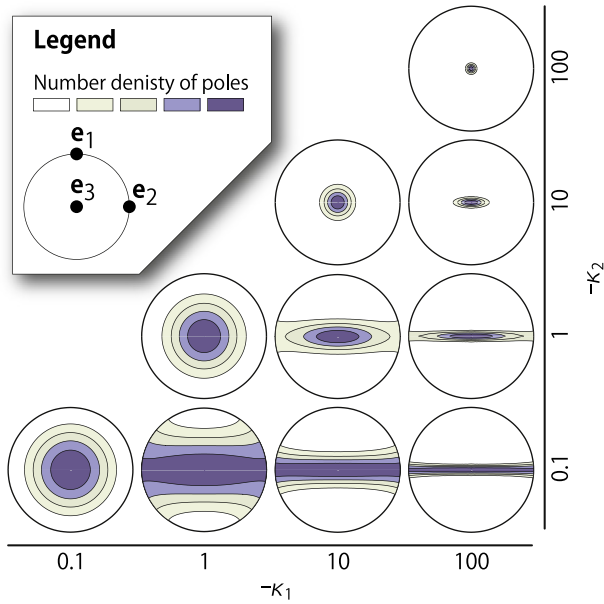 Legend
Number denisty of poles
e1
e3
e2
100
10
1
0.1
−κ2
0.1
1
10
100
−κ1